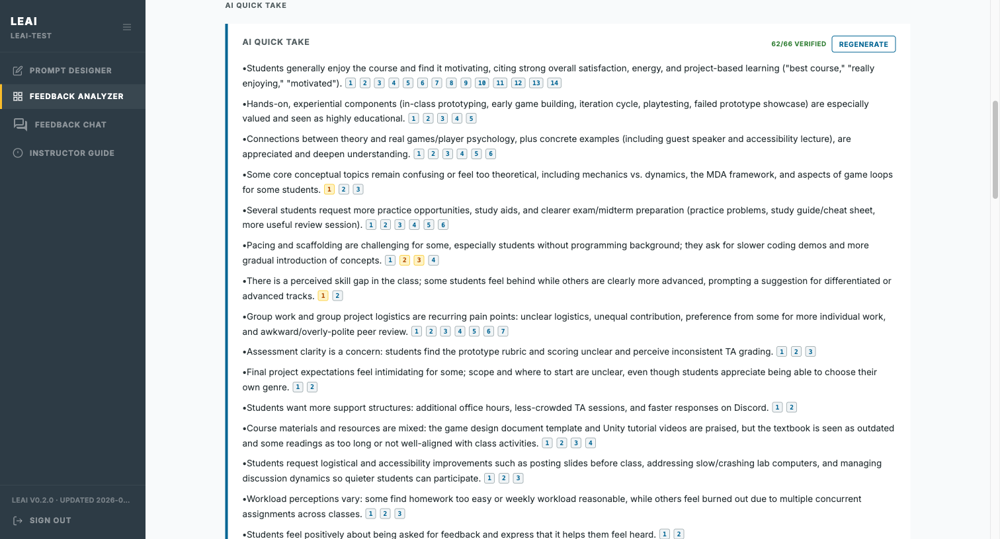 LEAI
LEAI-TEST
PROMPT DESIGNER
FEEDBACK ANALYZER
FEEDBACK CHAT
INSTRUCTOR GUIDE
LEAI V0.2.0 · UPDATED 2026-0...
SIGN OUT
AI QUICK TAKE
AI QUICK TAKE
62/66 VERIFIED
REGENERATE
•Students generally enjoy the course and find it motivating, citing strong overall satisfaction, energy, and project-based learning ("best course," "really
enjoying," "motivated"). 1 2 3 4 5 6 7 8 9 10 11 12 13 14
•Hands-on, experiential components (in-class prototyping, early game building, iteration cycle, playtesting, failed prototype showcase) are especially
valued and seen as highly educational. 1 2 3 4 5
•Connections between theory and real games/player psychology, plus concrete examples (including guest speaker and accessibility lecture), are
appreciated and deepen understanding. 1 2 3 4 5 6
•Some core conceptual topics remain confusing or feel too theoretical, including mechanics vs. dynamics, the MDA framework, and aspects of game loops
for some students. 1 2 3
•Several students request more practice opportunities, study aids, and clearer exam/midterm preparation (practice problems, study guide/cheat sheet,
more useful review session). 1 2 3 4 5 6
•Pacing and scaffolding are challenging for some, especially students without programming background; they ask for slower coding demos and more
gradual introduction of concepts. 1 2 3 4
•There is a perceived skill gap in the class; some students feel behind while others are clearly more advanced, prompting a suggestion for differentiated or
advanced tracks. 1 2
•Group work and group project logistics are recurring pain points: unclear logistics, unequal contribution, preference from some for more individual work,
and awkward/overly-polite peer review. 1 2 3 4 5 6 7
•Assessment clarity is a concern: students find the prototype rubric and scoring unclear and perceive inconsistent TA grading. 1 2 3
•Final project expectations feel intimidating for some; scope and where to start are unclear, even though students appreciate being able to choose their
own genre. 1 2
•Students want more support structures: additional office hours, less-crowded TA sessions, and faster responses on Discord. 1 2
•Course materials and resources are mixed: the game design document template and Unity tutorial videos are praised, but the textbook is seen as outdated
and some readings as too long or not well-aligned with class activities. 1 2 3 4
•Students request logistical and accessibility improvements such as posting slides before class, addressing slow/crashing lab computers, and managing
discussion dynamics so quieter students can participate. 1 2 3
•Workload perceptions vary: some find homework too easy or weekly workload reasonable, while others feel burned out due to multiple concurrent
assignments across classes. 1 2 3
•Students feel positively about being asked for feedback and express that it helps them feel heard. 1 2